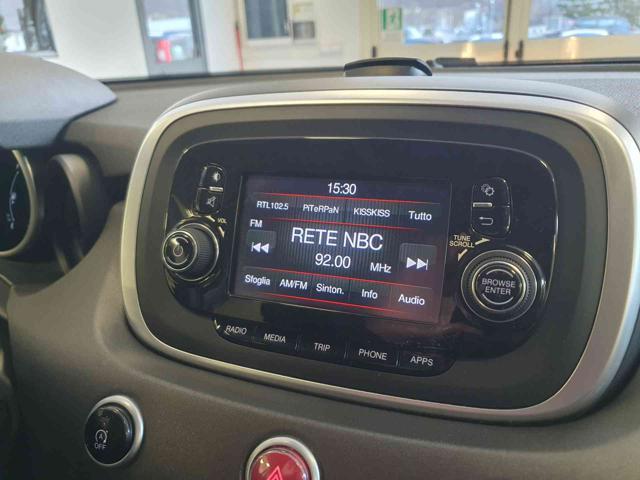 15:30
RTL102.5 PiTeRPaN KISSKISS Tutto
FM
RETE NBC
92.00 MHz
Sfoglia AM/FM Sinton. Info Audio
VOL
TUNE
SCROLL
BROWSE
ENTER
RADIO MEDIA TRIP PHONE APPS
A
OFF